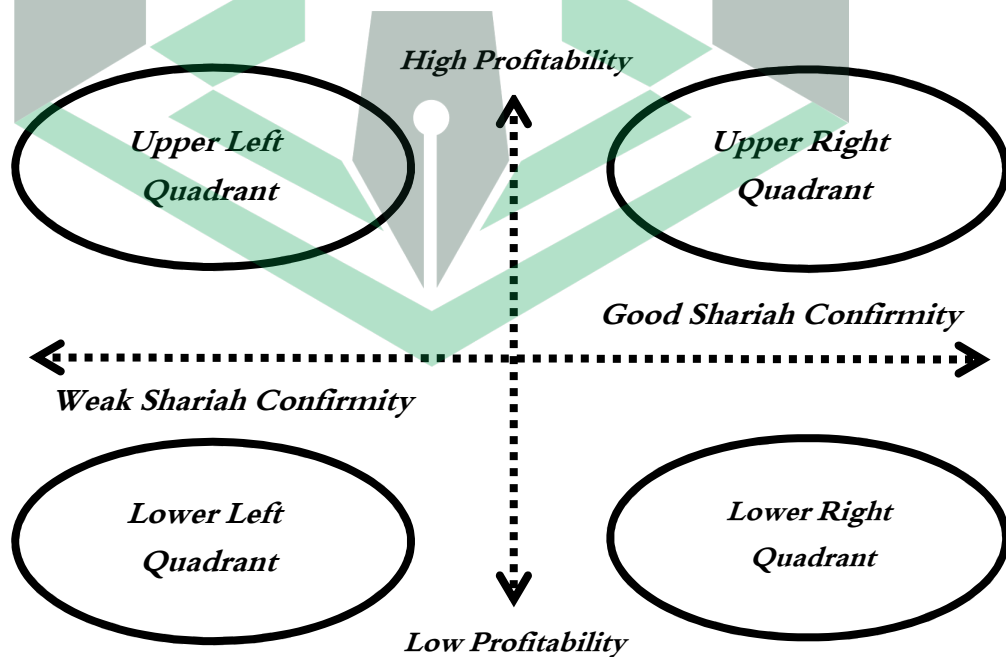 High Profitability
Upper Left
Quadrant
Upper Right
Quadrant
Good Shariah Confirmity
Weak Shariah Confirmity
Lower Left
Quadrant
Lower Right
Quadrant
Low Profitability